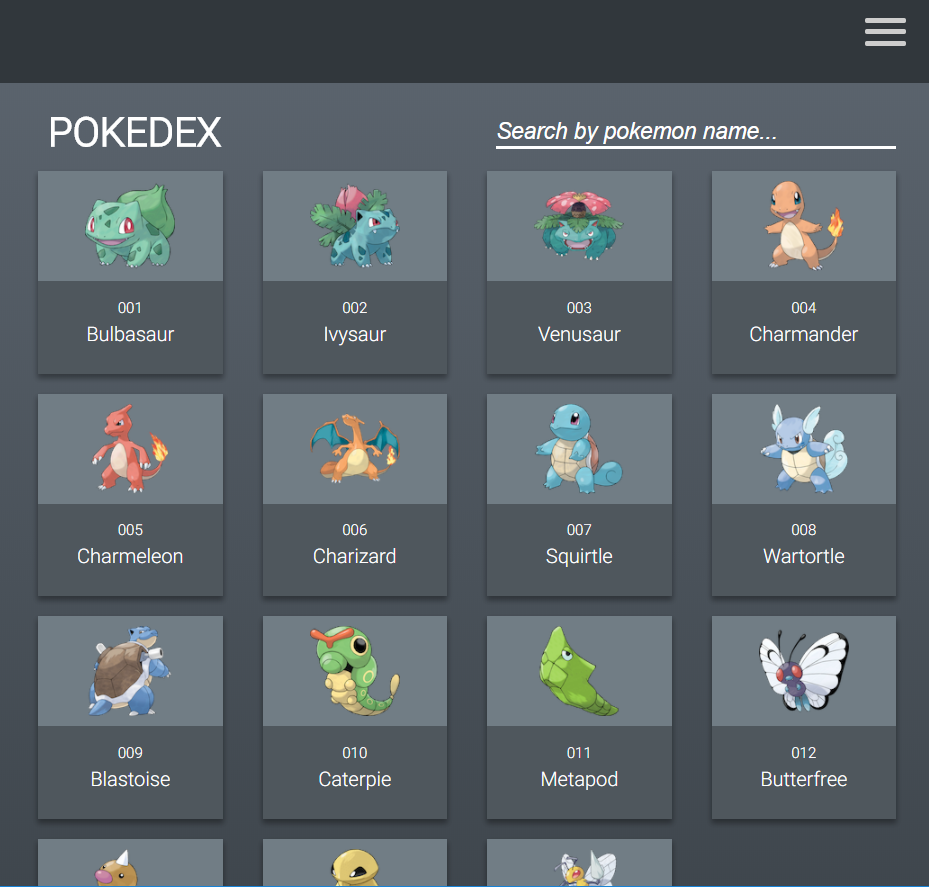 POKEDEX
Search by pokemon name...
001
Bulbasaur
002
Ivysaur
003
Venusaur
004
Charmander
005
Charmeleon
006
Charizard
007
Squirtle
008
Wartortle
009
Blastoise
010
Caterpie
011
Metapod
012
Butterfree